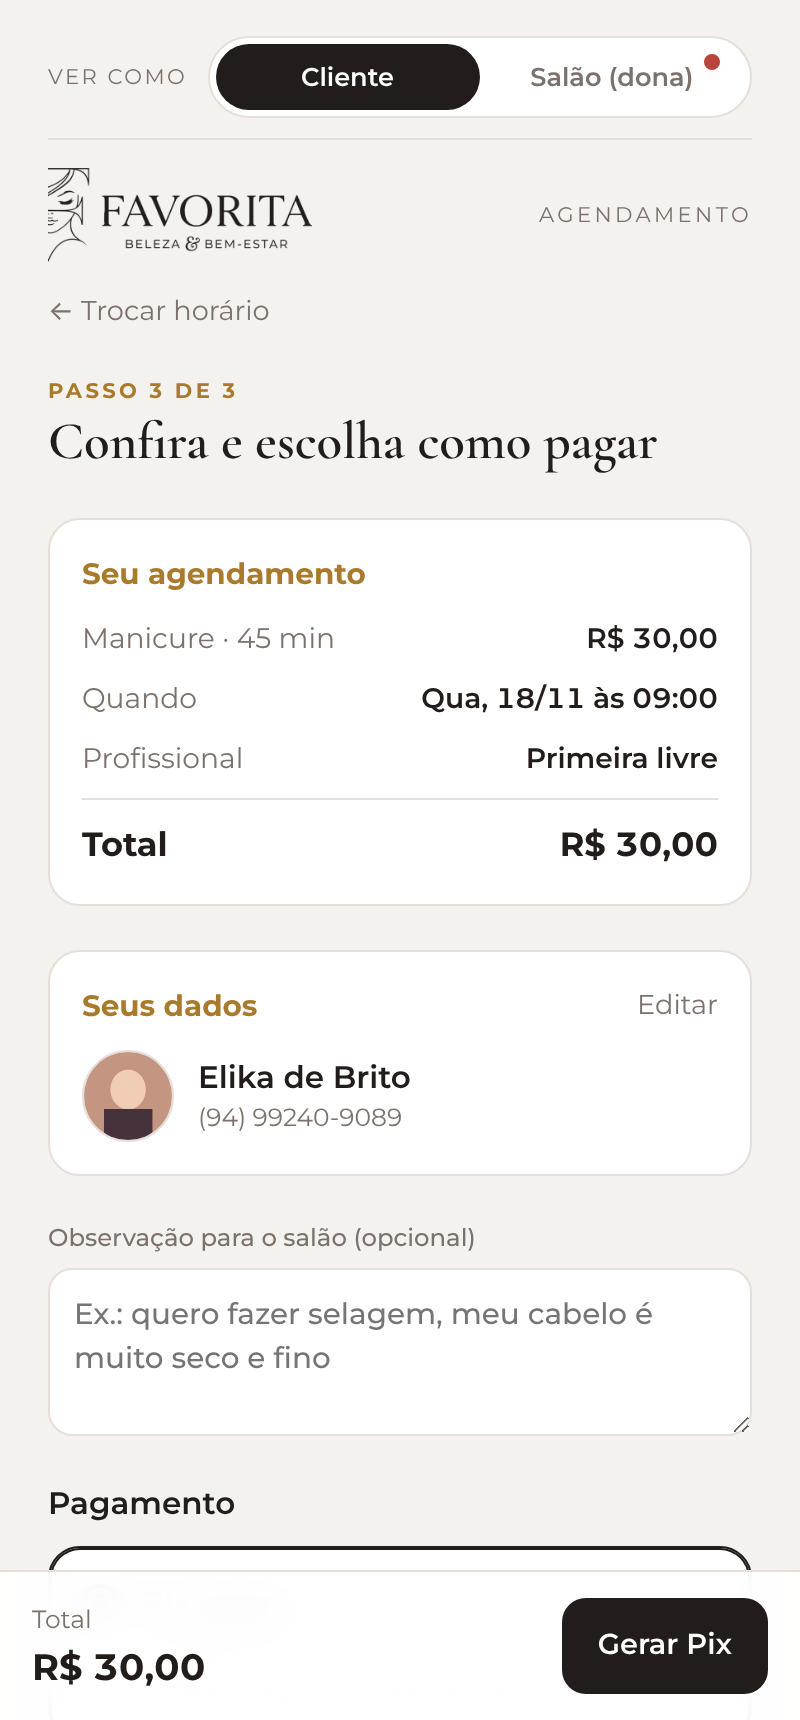 VER COMO
Cliente
Salão (dona)
FAVORITA
BELEZA & BEM-ESTAR
AGENDAMENTO
← Trocar horário
PASSO 3 DE 3
Confira e escolha como pagar
Seu agendamento
Manicure · 45 min R$ 30,00
Quando Qua, 18/11 às 09:00
Profissional Primeira livre
Total R$ 30,00
Seus dados Editar
Elika de Brito
(94) 99240-9089
Observação para o salão (opcional)
Ex.: quero fazer selagem, meu cabelo é
muito seco e fino
Pagamento
Total
R$ 30,00
Gerar Pix